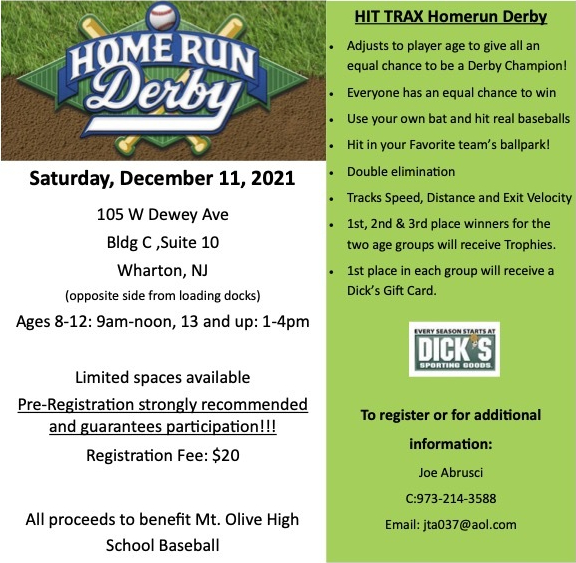 HOME RUN
Derby
Saturday, December 11, 2021
105 W Dewey Ave
Bldg C ,Suite 10
Wharton, NJ
(opposite side from loading docks)
Ages 8-12: 9am-noon, 13 and up: 1-4pm
Limited spaces available
Pre-Registration strongly recommended
and guarantees participation!!!
Registration Fee: $20
All proceeds to benefit Mt. Olive High
School Baseball
HIT TRAX Homerun Derby
• Adjusts to player age to give all an
equal chance to be a Derby Champion!
• Everyone has an equal chance to win
• Use your own bat and hit real baseballs
• Hit in your Favorite team's ballpark!
• Double elimination
• Tracks Speed, Distance and Exit Velocity
• 1st, 2nd & 3rd place winners for the
two age groups will receive Trophies.
• 1st place in each group will receive a
Dick's Gift Card.
EVERY SEASON STARTS AT
DICK'S
SPORTING GOODS
To register or for additional
information:
Joe Abrusci
C:973-214-3588
Email: jta037@aol.com